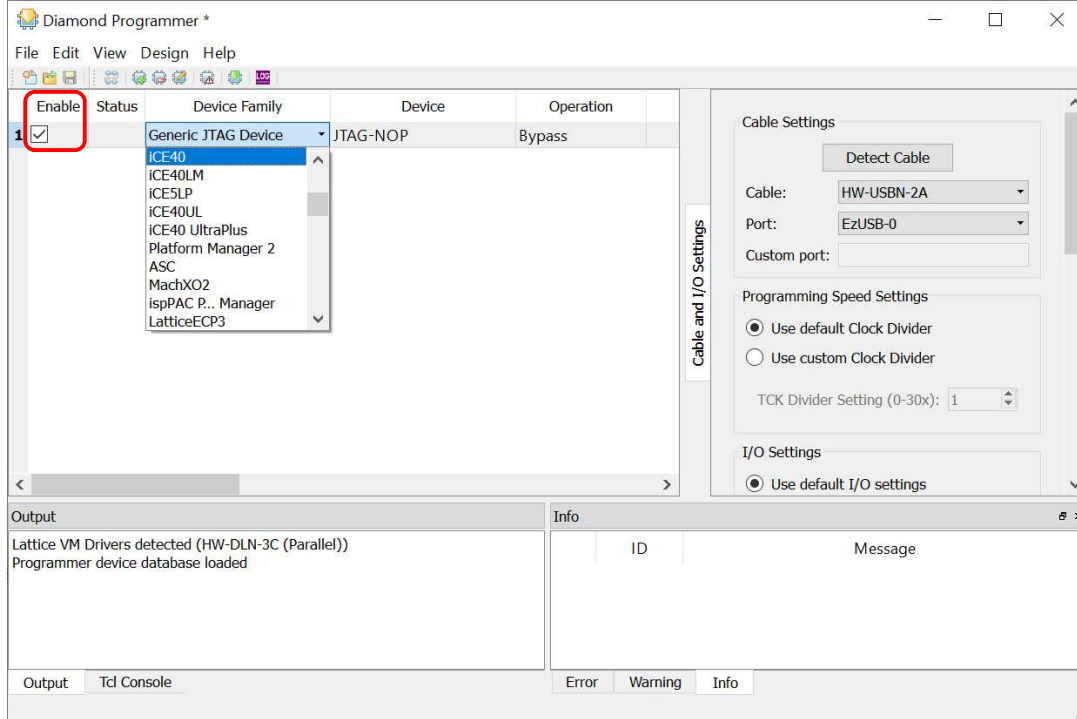 Diamond Programmer *
File Edit View Design Help
LOG
Enable Status Device Family Device Operation
1 Generic JTAG Device JTAG-NOP Bypass
iCE40
iCE40LM
iCE5LP
iCE40UL
iCE40 UltraPlus
Platform Manager 2
ASC
MachXO2
ispPAC P... Manager
LatticeECP3
Cable and I/O Settings
Cable Settings
Detect Cable
Cable: HW-USBN-2A
Port: EzUSB-0
Custom port:
Programming Speed Settings
Use default Clock Divider
Use custom Clock Divider
TCK Divider Setting (0-30x): 1
I/O Settings
Use default I/O settings
Output
Lattice VM Drivers detected (HW-DLN-3C (Parallel))
Programmer device database loaded
Output Tcl Console
Info
ID Message
Error Warning Info